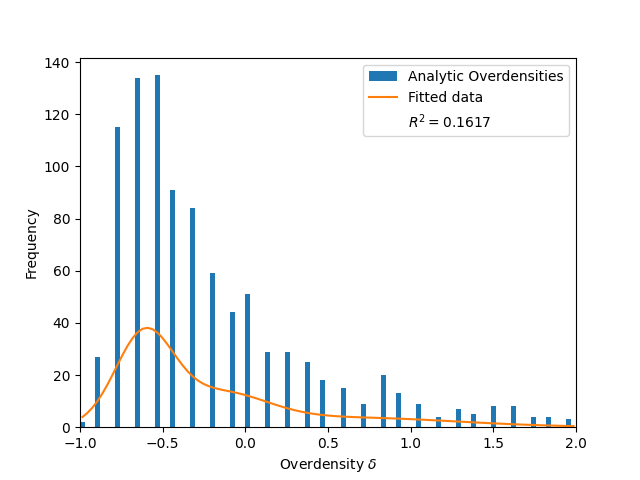 140
120
100
80
60
40
20
0
Frequency
Analytic Overdensities
Fitted data
R² = 0.1617
−1.0 −0.5 0.0 0.5 1.0 1.5 2.0
Overdensity δ